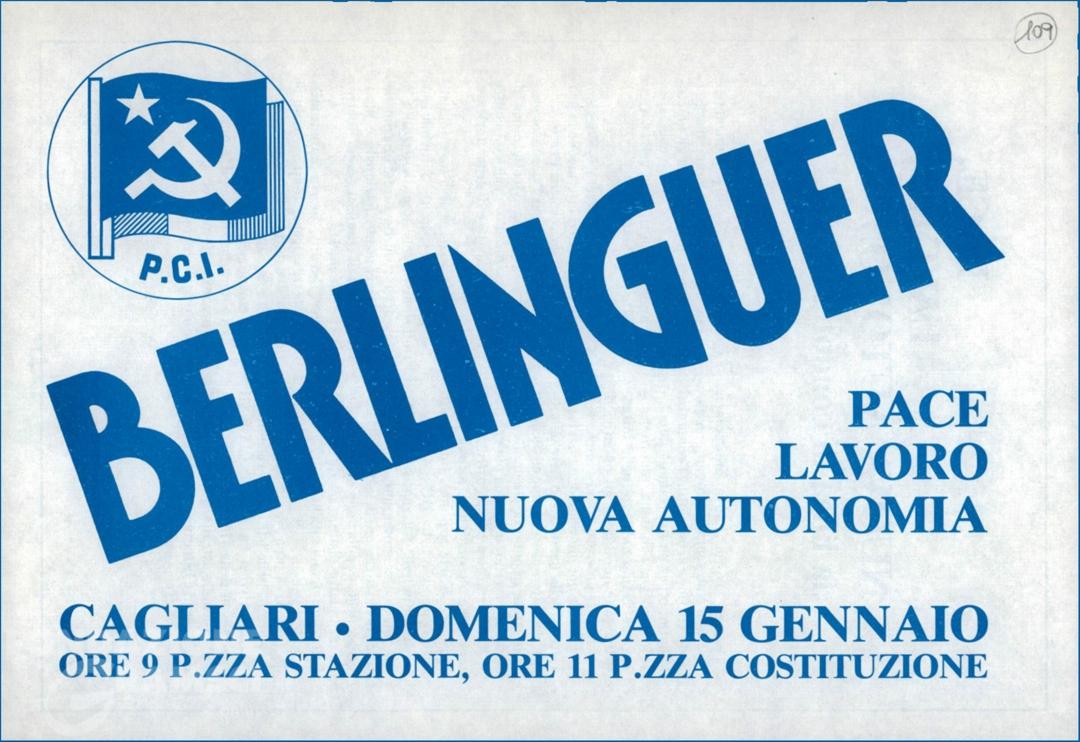 109
P.C.I.
BERLINGUER
PACE
LAVORO
NUOVA AUTONOMIA
CAGLIARI • DOMENICA 15 GENNAIO
ORE 9 P.ZZA STAZIONE, ORE 11 P.ZZA COSTITUZIONE